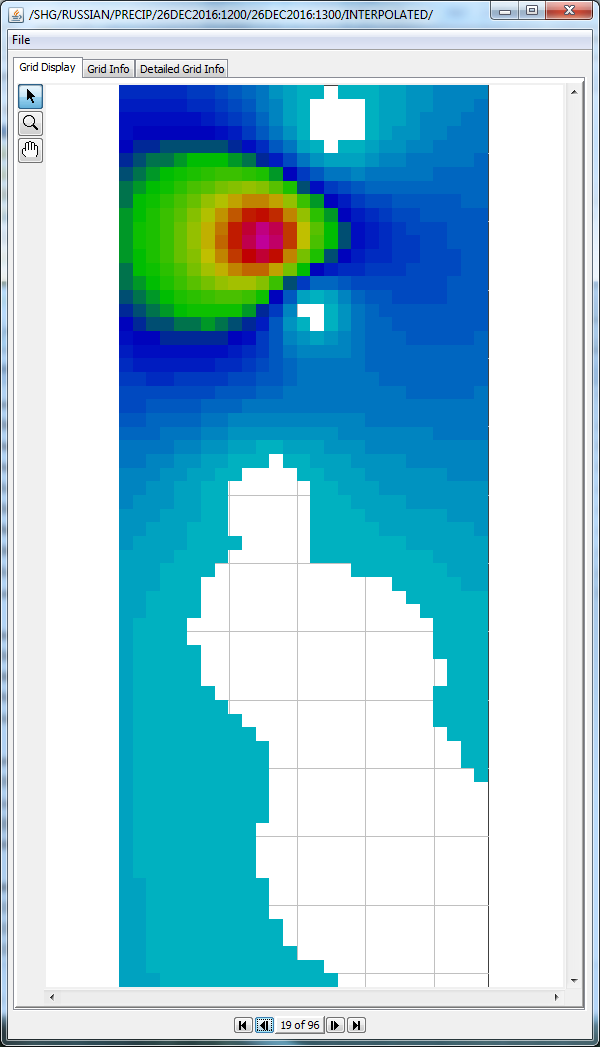 /SHG/RUSSIAN/PRECIP/26DEC2016:1200/26DEC2016:1300/INTERPOLATED/
File
Grid Display Grid Info Detailed Grid Info
19 of 96